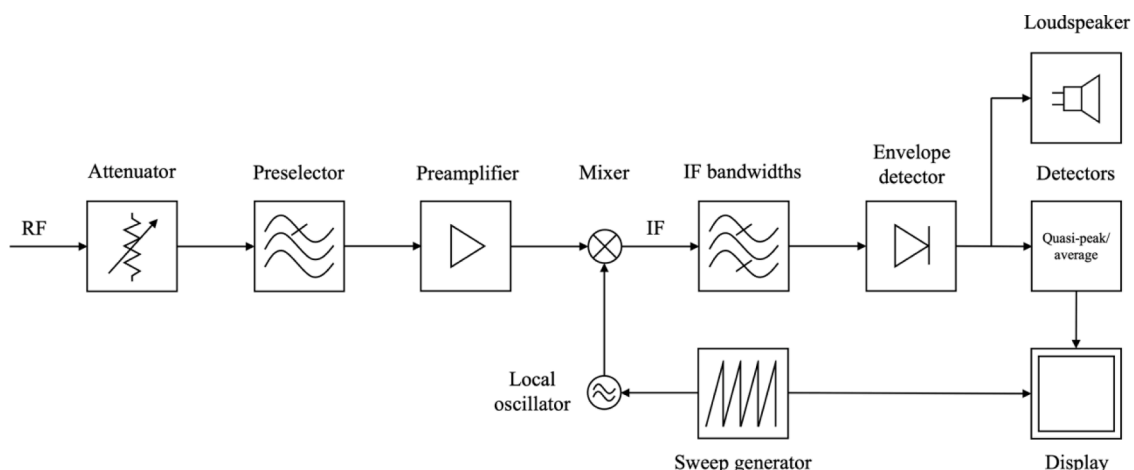 Loudspeaker
Attenuator
Preselector
Preamplifier
Mixer
IF bandwidths
Envelope
detector
Detectors
RF
IF
Quasi-peak/
average
Local
oscillator
Sweep generator
Display